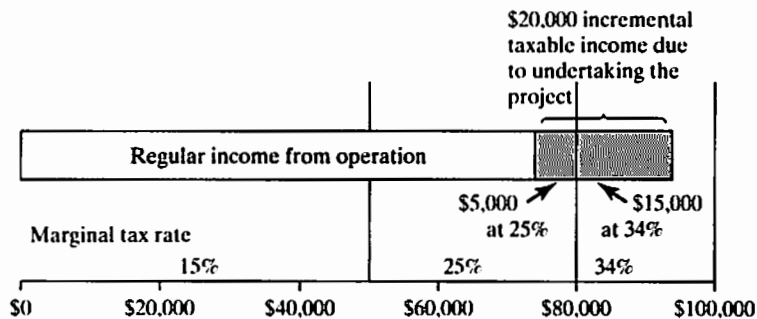 $20,000 incremental
taxable income due
to undertaking the
project
Regular income from operation
$5,000
at 25%
$15,000
at 34%
Marginal tax rate
15%
25%
34%
$0
$20,000
$40,000
$60,000
$80,000
$100,000